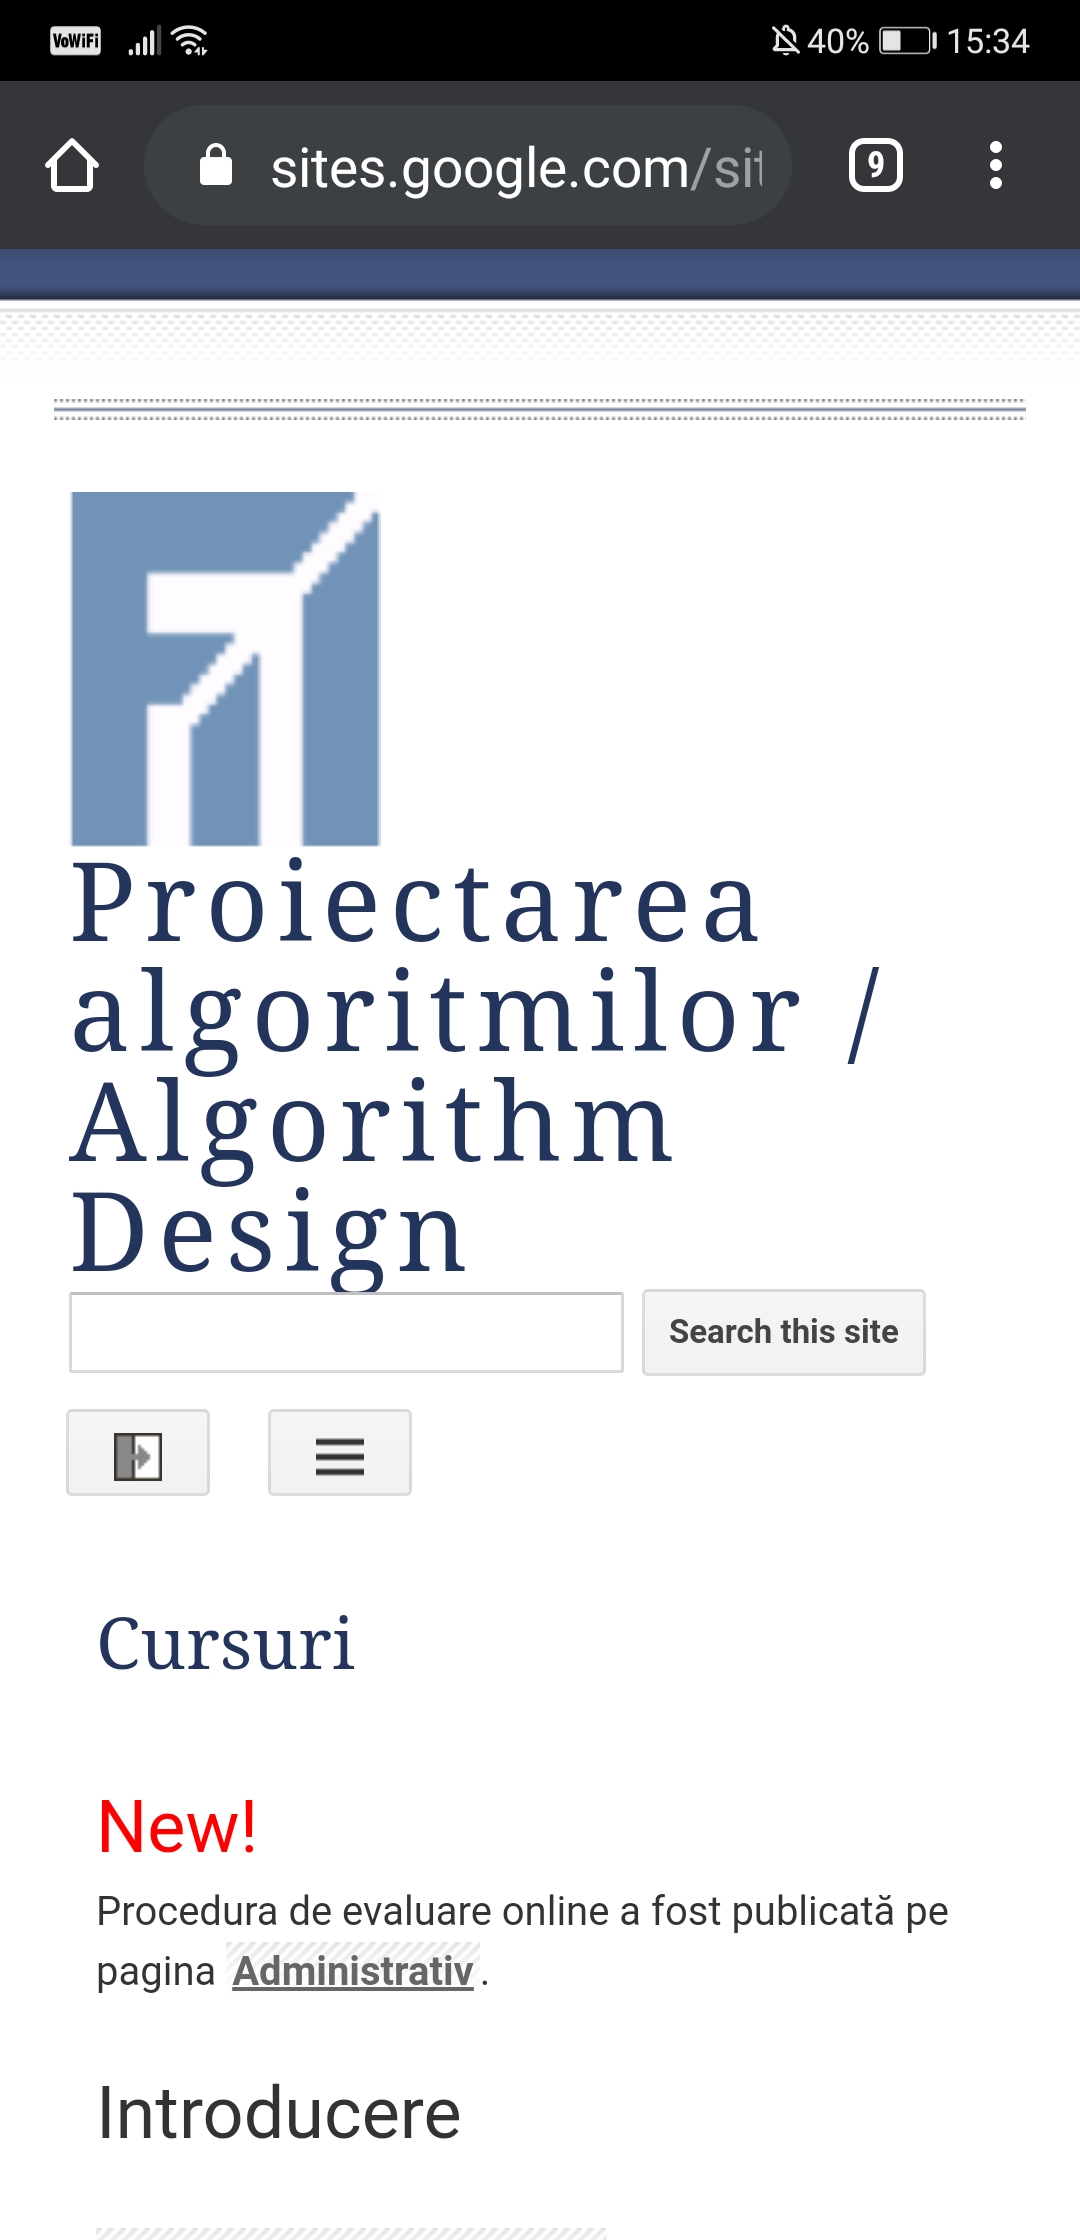 VoWiFi 40% 15:34
sites.google.com/sit 9
Proiectarea
algoritmilor /
Algorithm
Design
Search this site
Cursuri
New!
Procedura de evaluare online a fost publicată pe
pagina Administrativ.
Introducere